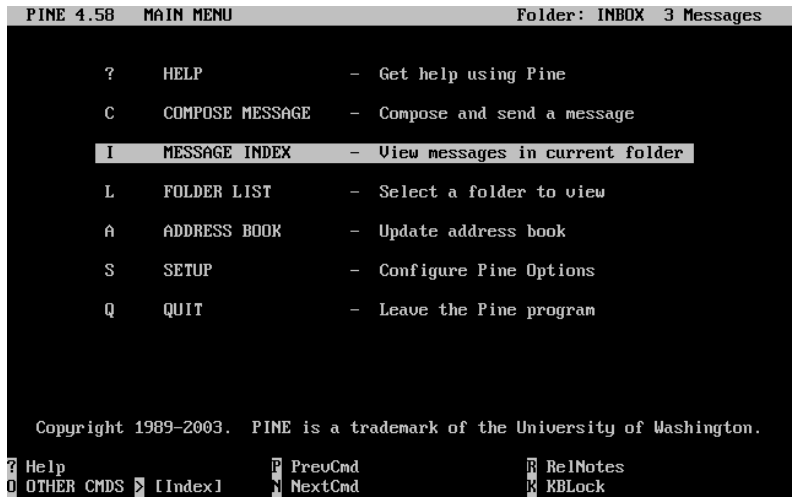 PINE 4.58   MAIN MENU                             Folder: INBOX  3 Messages
?     HELP               -  Get help using Pine
C     COMPOSE MESSAGE    -  Compose and send a message
I     MESSAGE INDEX      -  View messages in current folder
L     FOLDER LIST        -  Select a folder to view
A     ADDRESS BOOK       -  Update address book
S     SETUP              -  Configure Pine Options
Q     QUIT               -  Leave the Pine program
Copyright 1989-2003.  PINE is a trademark of the University of Washington.
? Help                     P PrevCmd                 R RelNotes
O OTHER CMDS > [Index]     N NextCmd                 K KBLock